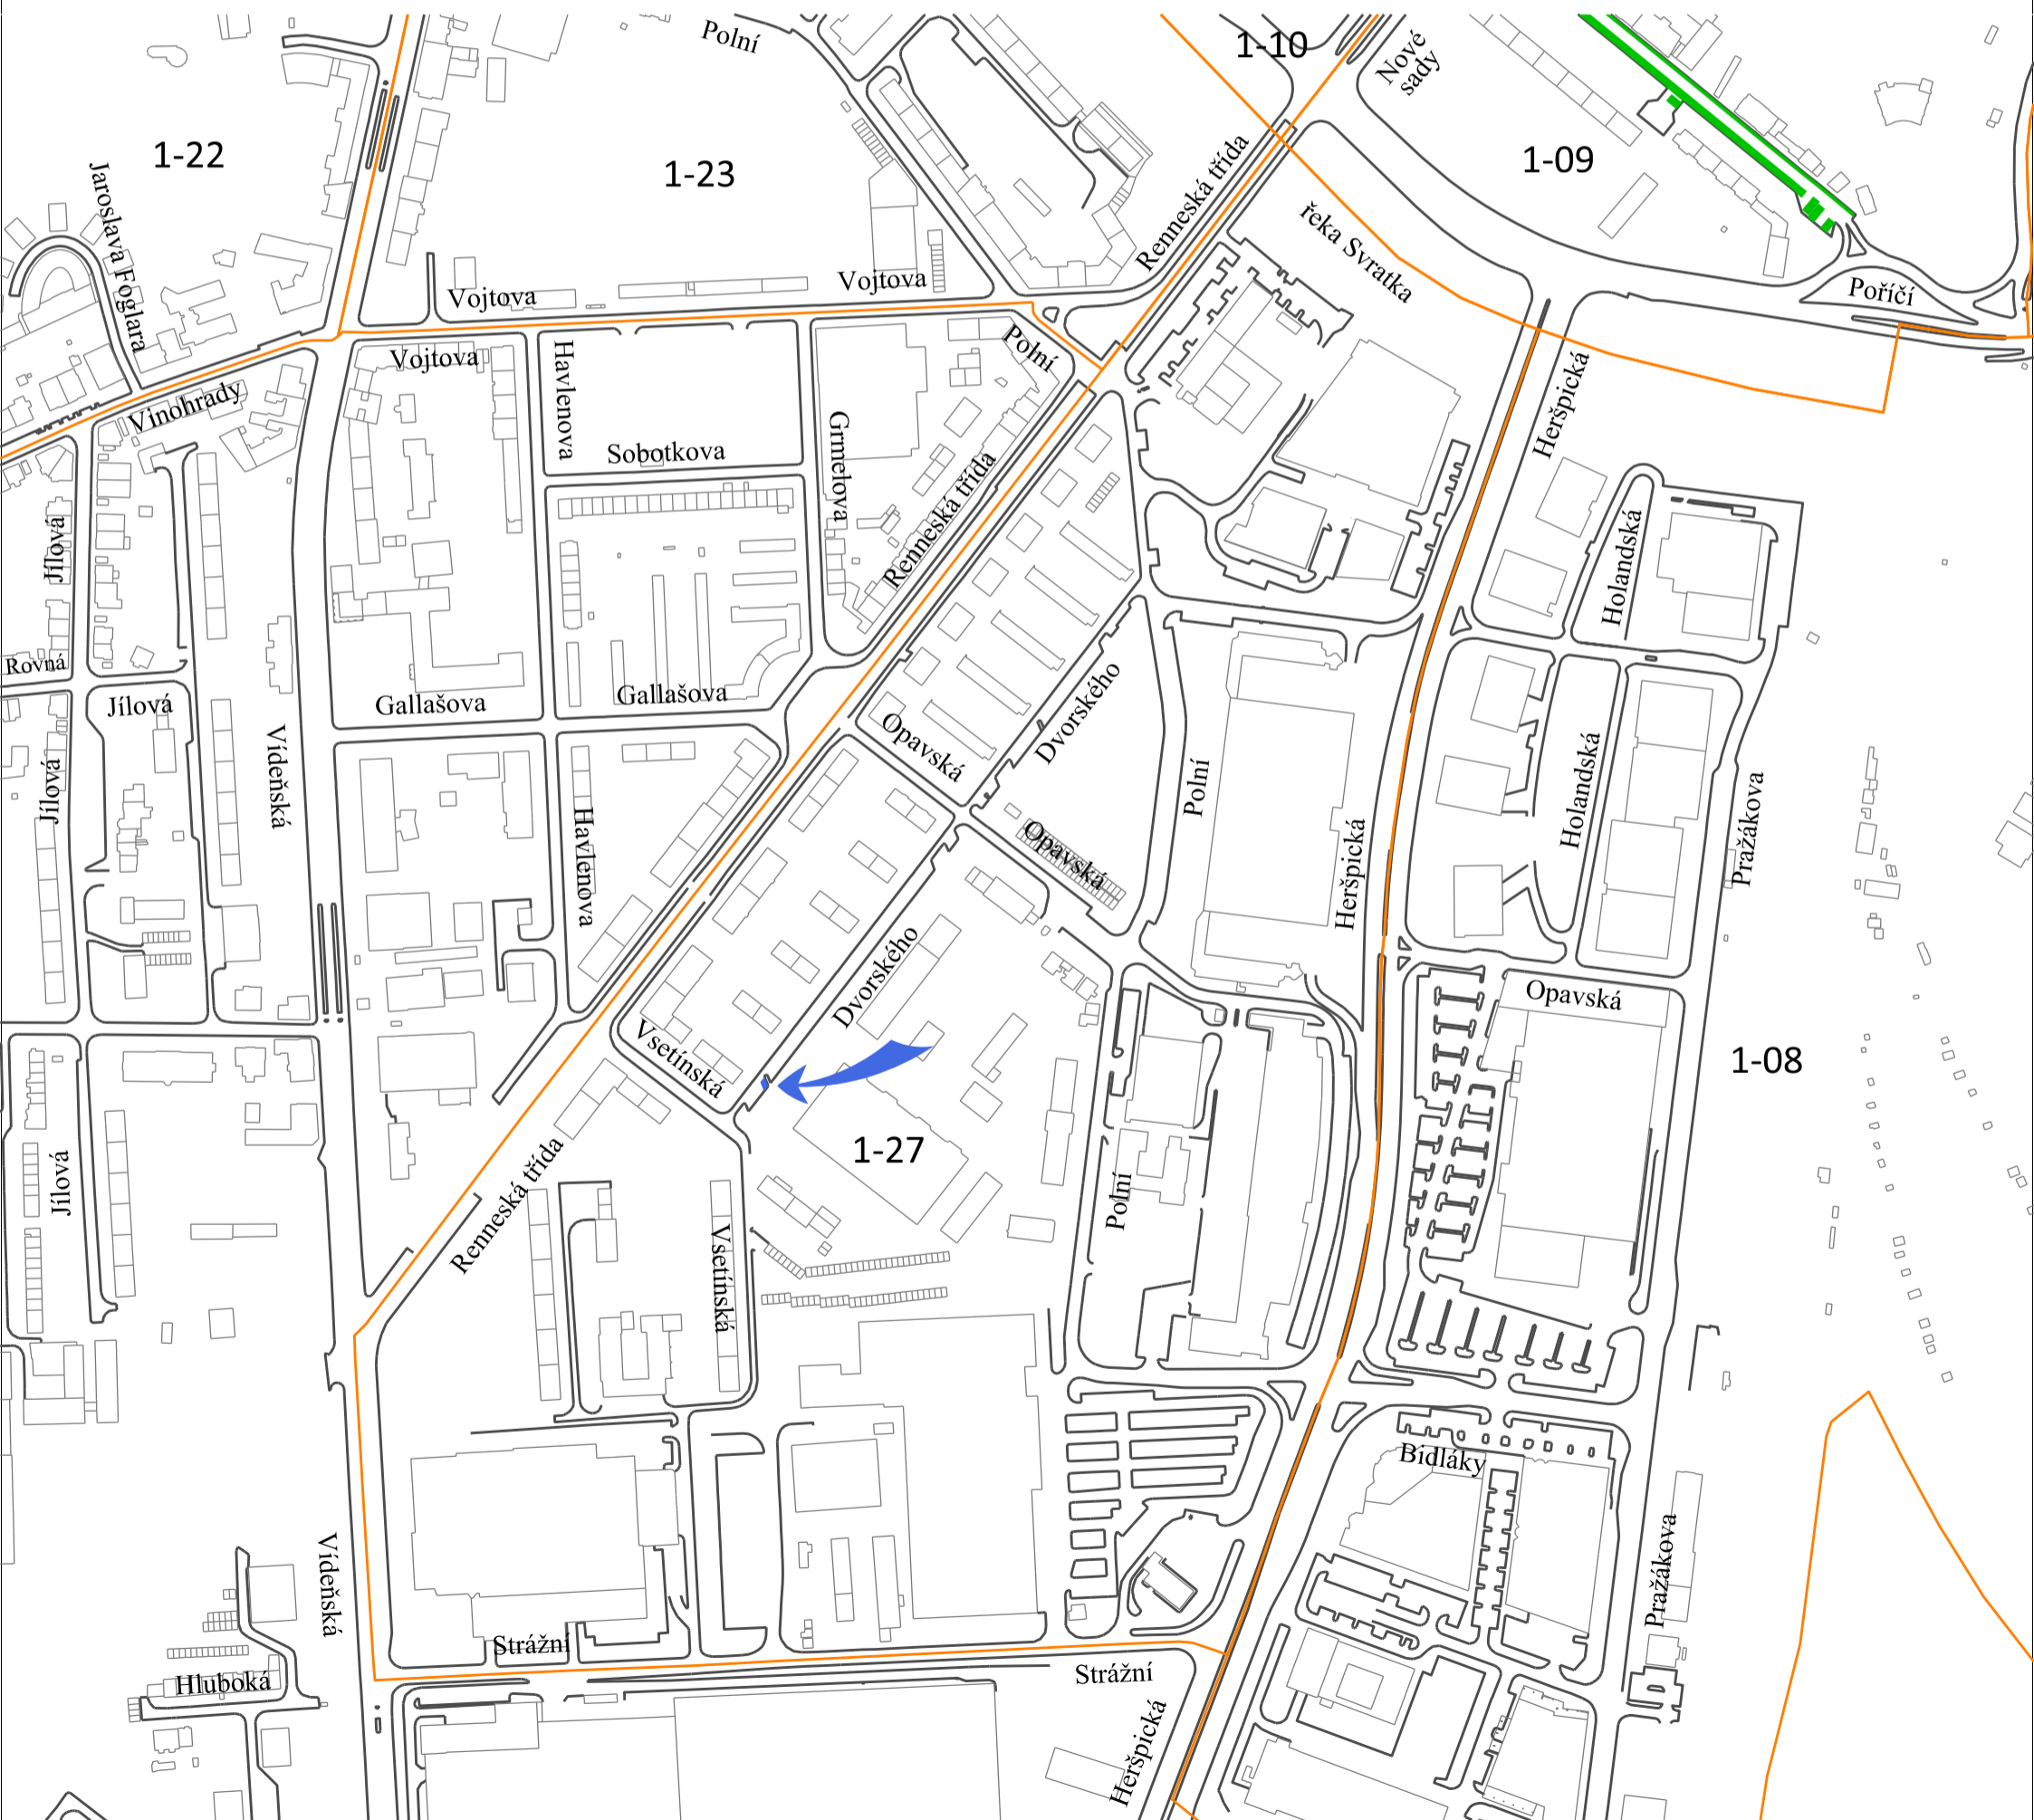 Polní
1-10
Nové
sady
1-22
1-23
1-09
Jaroslava Foglara
Renneská třída
řeka Svratka
Vojtova
Vojtova
Poříčí
Vojtova
Havlenova
Polní
Heršpická
Vinohrady
Sobotkova
Grmelova
Renneská třída
Jílová
Holandská
Rovná
Jílová
Gallašova
Gallašova
Dvorského
Opavská
Vídeňská
Jílová
Polní
Holandská
Pražákova
Havlenova
Opavská
Heršpická
Dvorského
Opavská
Vsetínská
1-08
1-27
Jílová
Renneská třída
Polní
Vsetínská
Bidláky
Vídeňská
Pražákova
Strážní
Strážní
Hluboká
Heršpická